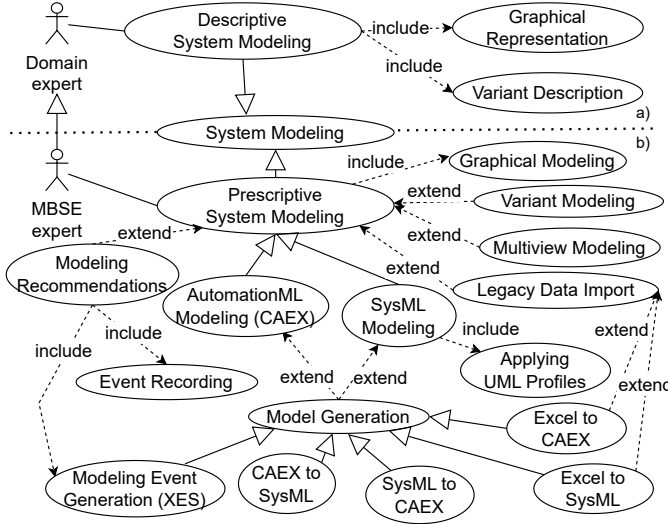 Descriptive
System Modeling
include
Graphical
Representation
Domain
expert
include
Variant Description
a)
System Modeling
b)
include
Graphical Modeling
MBSE
expert
Prescriptive
System Modeling
extend
Variant Modeling
extend
extend
Multiview Modeling
Modeling
Recommendations
extend
Legacy Data Import
AutomationML
Modeling (CAEX)
SysML
Modeling
include
include
include
extend
Applying
UML Profiles
Event Recording
extend
extend
extend
Model Generation
Excel to
CAEX
Modeling Event
Generation (XES)
CAEX to
SysML
SysML to
CAEX
Excel to
SysML